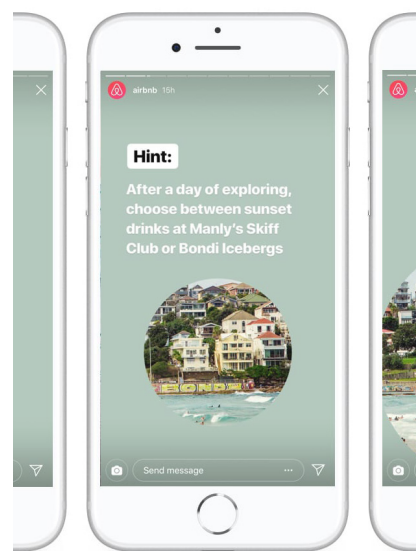 airbnb 15h
Hint:
After a day of exploring,
choose between sunset
drinks at Manly's Skiff
Club or Bondi Icebergs
BONDI
Send message